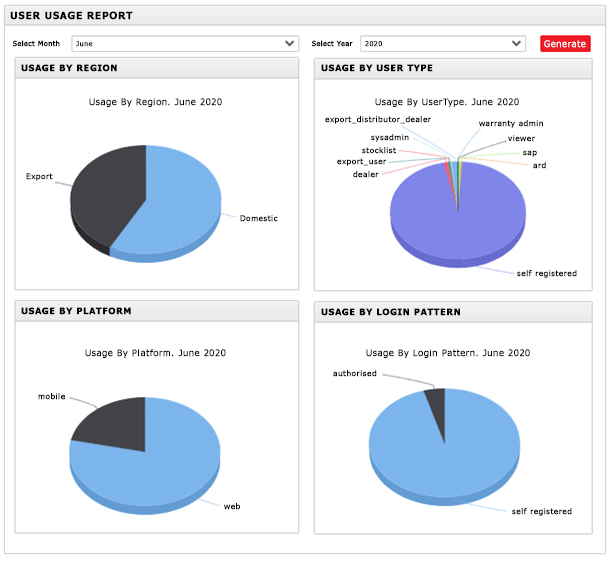 USER USAGE REPORT
Select Month June Select Year 2020 Generate
USAGE BY REGION
Usage By Region. June 2020
Export
Domestic
USAGE BY USER TYPE
Usage By UserType. June 2020
export_distributor_dealer
warranty admin
sysadmin
viewer
stocklist
sap
export_user
ard
dealer
self registered
USAGE BY PLATFORM
Usage By Platform. June 2020
mobile
web
USAGE BY LOGIN PATTERN
Usage By Login Pattern. June 2020
authorised
self registered